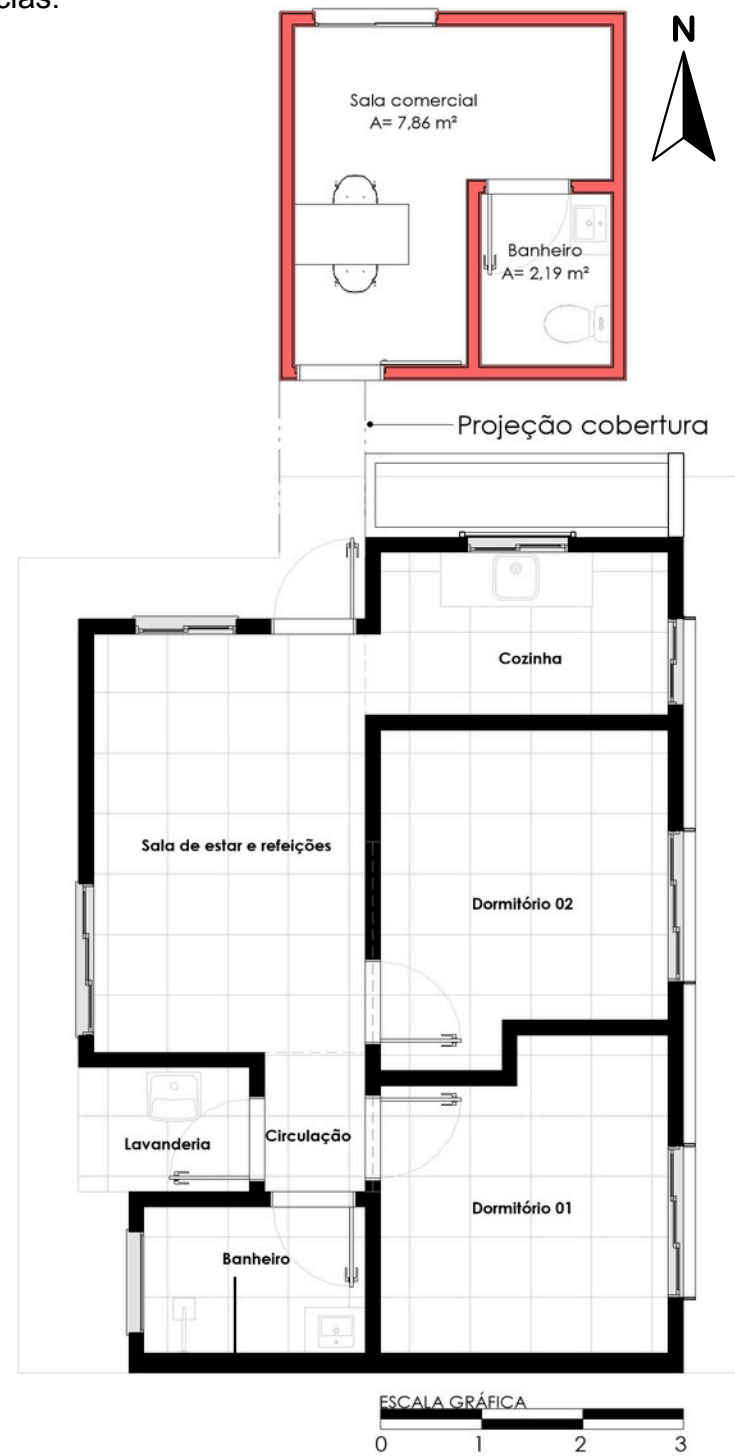 cias.
N
Sala comercial
A= 7,86 m²
Banheiro
A= 2,19 m²
Projeção cobertura
Cozinha
Sala de estar e refeições
Dormitório 02
Lavanderia
Circulação
Dormitório 01
Banheiro
ESCALA GRÁFICA
0 1 2 3